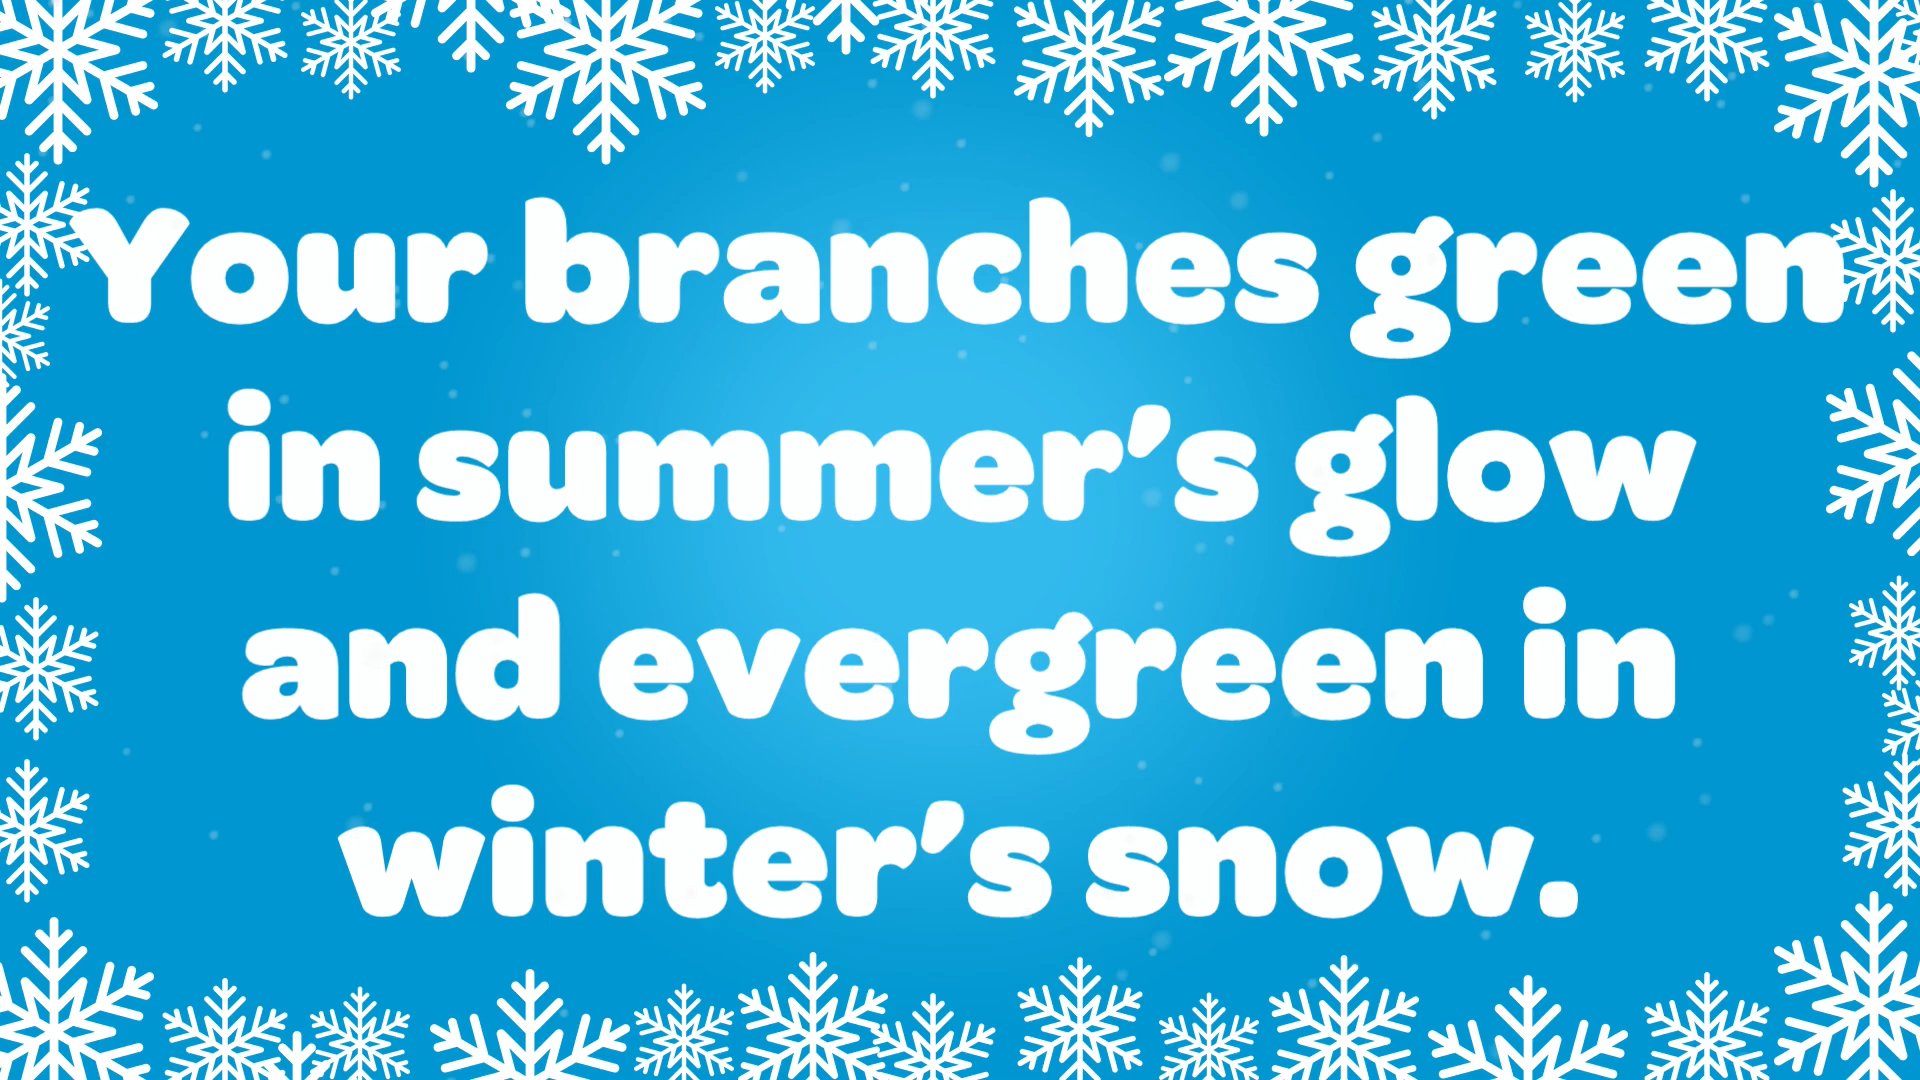 Your branches green
in summer's glow
and evergreen in
winter's snow.